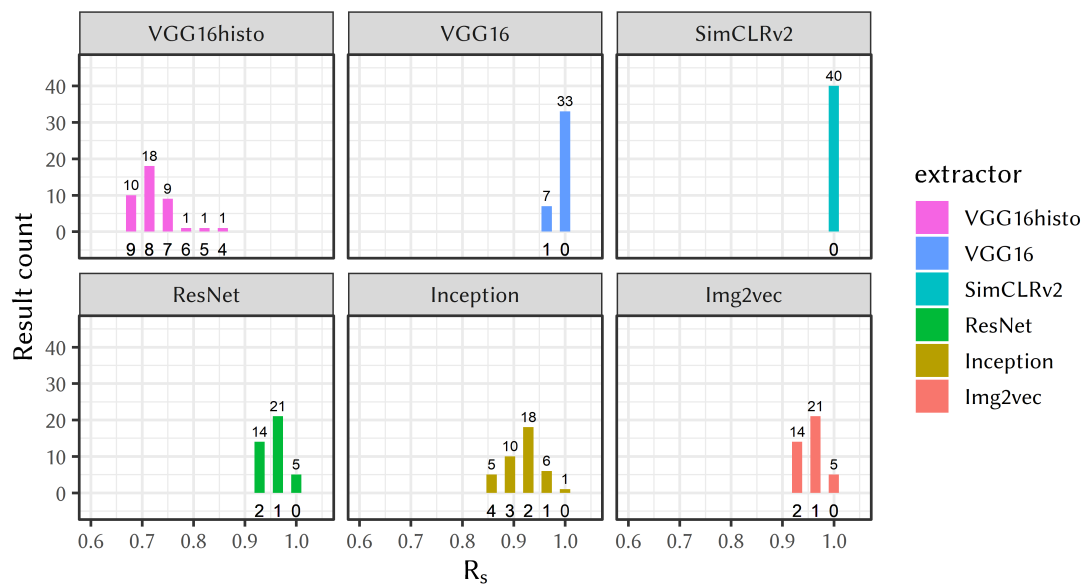 VGG16histo VGG16 SimCLRv2
40
30
20
10
0
10 18 9 1 1 1
9 8 7 6 5 4
7 33
1 0
40
0
Result count
ResNet Inception Img2vec
40
30
20
10
0
14 21 5
2 1 0
5 10 18 6 1
4 3 2 1 0
14 21 5
2 1 0
0.6 0.7 0.8 0.9 1.0 0.6 0.7 0.8 0.9 1.0 0.6 0.7 0.8 0.9 1.0
Rₛ
extractor
VGG16histo
VGG16
SimCLRv2
ResNet
Inception
Img2vec